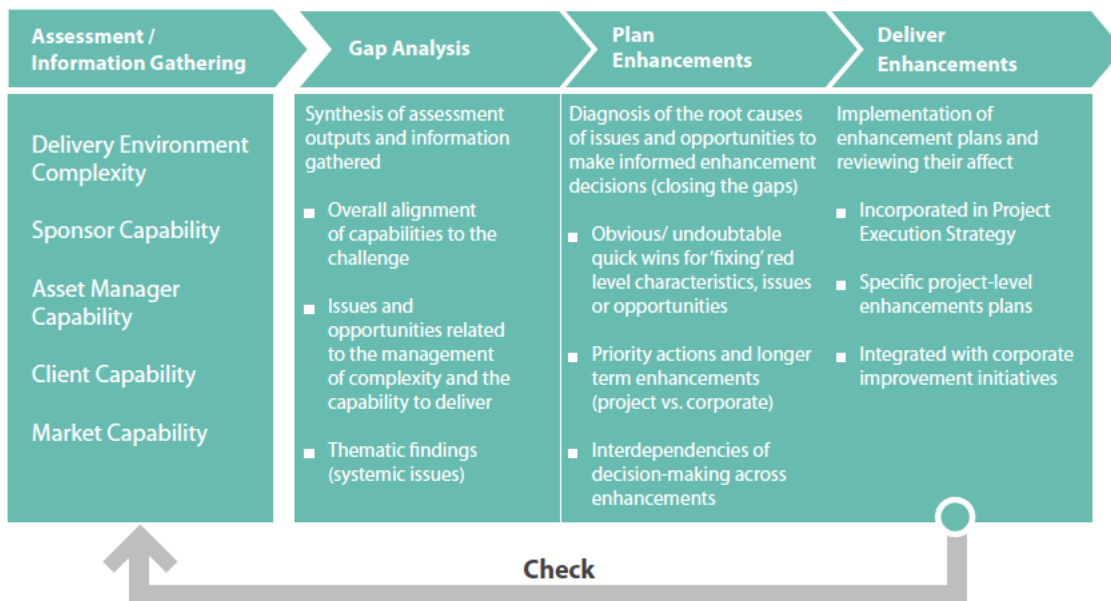 Assessment /
Information Gathering
Gap Analysis
Plan
Enhancements
Deliver
Enhancements
Delivery Environment
Complexity
Sponsor Capability
Asset Manager
Capability
Client Capability
Market Capability
Synthesis of assessment
outputs and information
gathered
Overall alignment
of capabilities to the
challenge
Issues and
opportunities related
to the management
of complexity and the
capability to deliver
Thematic findings
(systemic issues)
Diagnosis of the root causes
of issues and opportunities to
make informed enhancement
decisions (closing the gaps)
Obvious/ undoubtable
quick wins for ‘fixing’ red
level characteristics, issues
or opportunities
Priority actions and longer
term enhancements
(project vs. corporate)
Interdependencies of
decision-making across
enhancements
Implementation of
enhancement plans and
reviewing their affect
Incorporated in Project
Execution Strategy
Specific project-level
enhancements plans
Integrated with corporate
improvement initiatives
Check